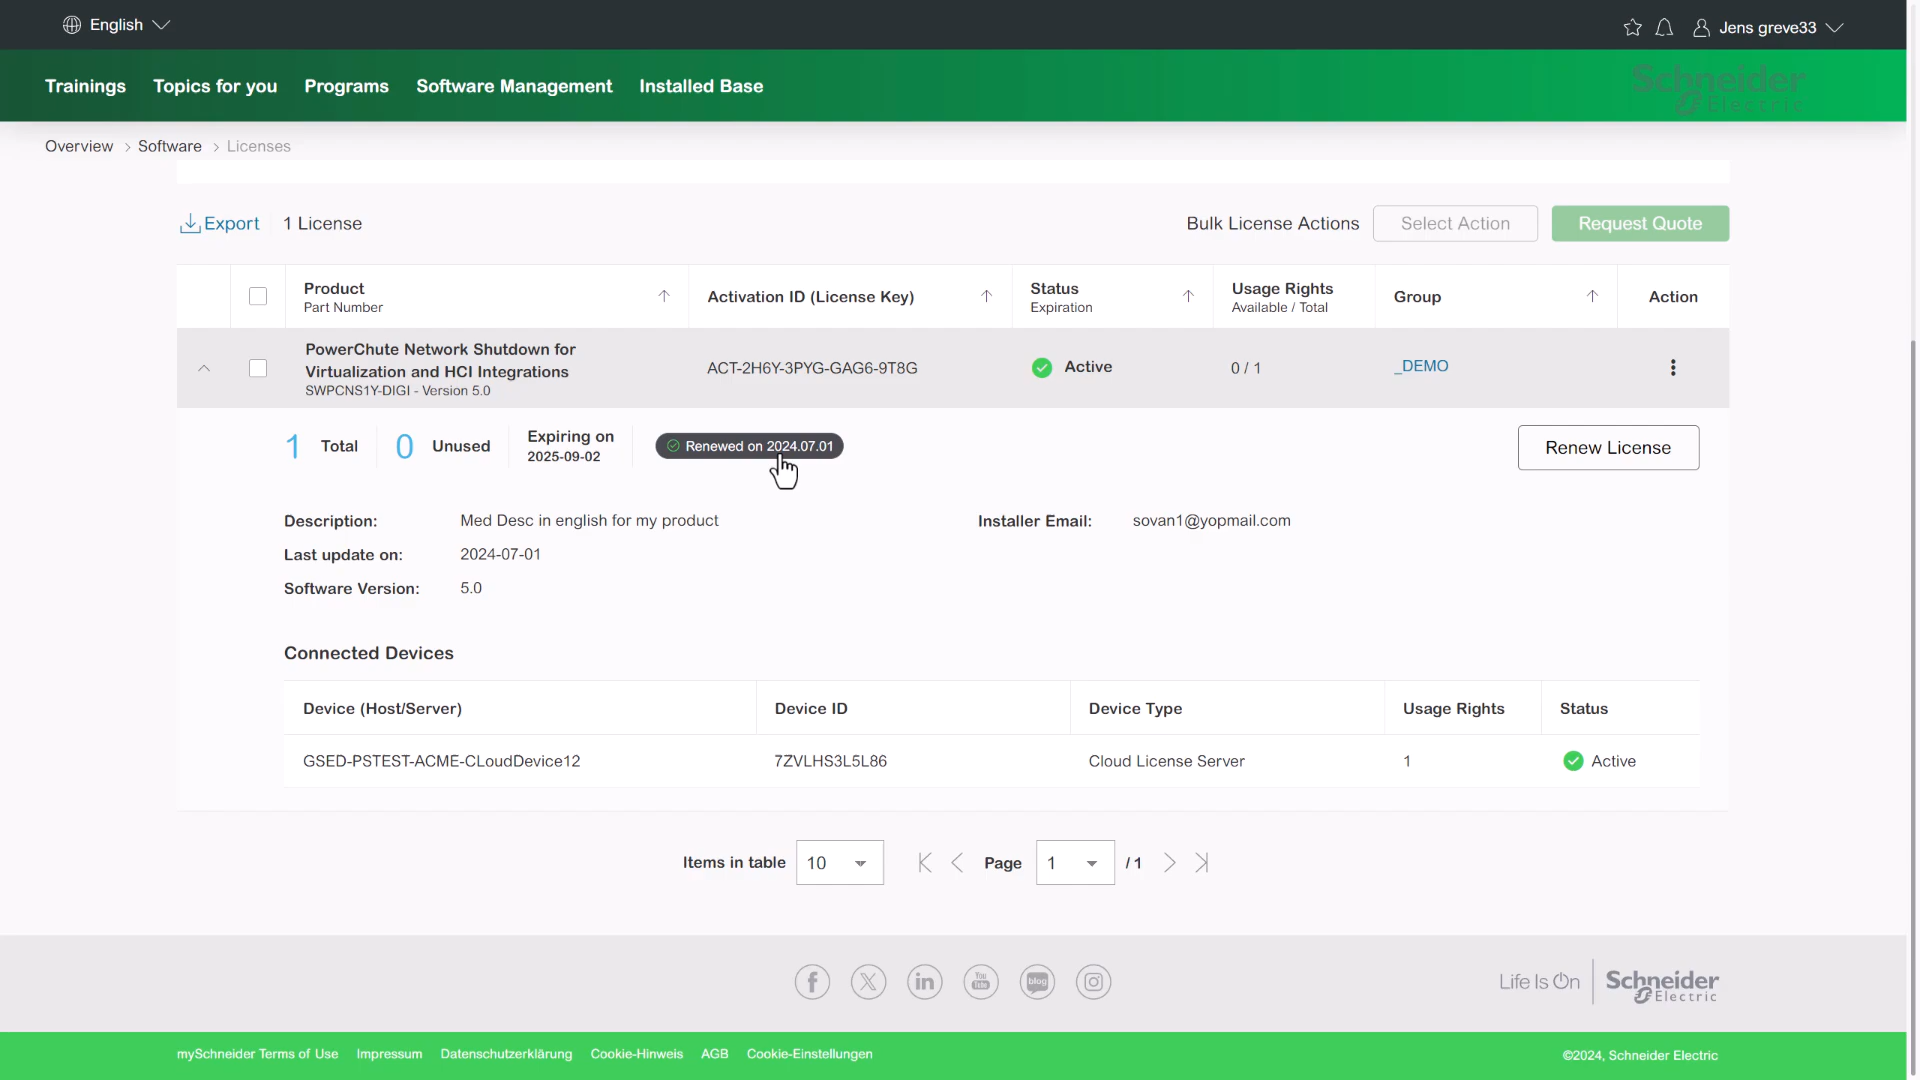 English
Jens greve33
Trainings Topics for you Programs Software Management Installed Base
Schneider
Electric
Overview > Software > Licenses
Export 1 License Bulk License Actions Select Action Request Quote
Product
Part Number
Activation ID (License Key)
Status
Expiration
Usage Rights
Available / Total
Group
Action
PowerChute Network Shutdown for
Virtualization and HCI Integrations
SWPCNS1Y-DIGI - Version 5.0
ACT-2H6Y-3PYG-GAG6-9T8G
Active
0 / 1
_DEMO
1 Total 0 Unused
Expiring on
2025-09-02
Renewed on 2024.07.01
Renew License
Description: Med Desc in english for my product
Installer Email: sovan1@yopmail.com
Last update on: 2024-07-01
Software Version: 5.0
Connected Devices
Device (Host/Server) Device ID Device Type Usage Rights Status
GSED-PSTEST-ACME-CLoudDevice12 7ZVLHS3L5L86 Cloud License Server 1 Active
Items in table 10 Page 1 / 1
You
Tube
blog
Life Is On
Schneider
Electric
mySchneider Terms of Use Impressum Datenschutzerklärung Cookie-Hinweis AGB Cookie-Einstellungen
©2024, Schneider Electric